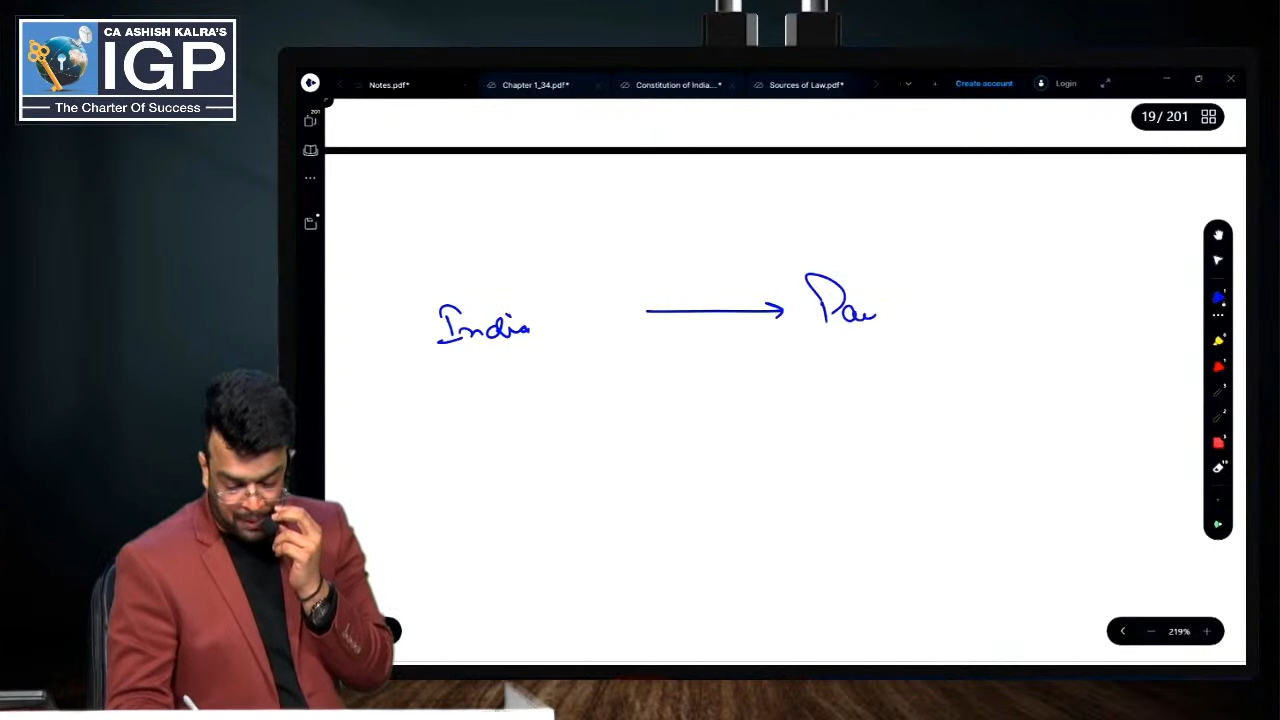 CA ASHISH KALRA'S
IGP
The Charter Of Success
Notes.pdf*
Chapter 1_34.pdf*
Constitution of India...*
Sources of Law.pdf*
Create account
Login
201
19/ 201
India → Pa
219%